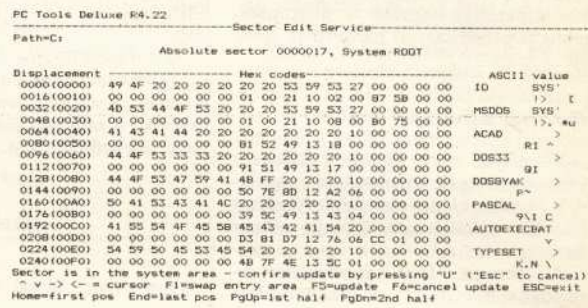 PC Tools Deluxe R4.22
Sector Edit Service
Path=C:
Absolute sector 0000017, System ROOT
Displacement Hex codes ASCII value
0000(0000) 49 4F 20 20 20 20 20 20 53 59 53 27 00 00 00 00 IO SYS'
0016(0010) 00 00 00 00 00 00 01 00 21 10 02 00 87 5B 00 00 !> [
0032(0020) 4D 53 44 4F 53 20 20 20 53 59 53 27 00 00 00 00 MSDOS SYS'
0048(0030) 00 00 00 00 00 00 01 00 21 10 08 00 B0 75 00 00 !>. *u
0064(0040) 41 43 41 44 20 20 20 20 20 20 20 10 00 00 00 00 ACAD >
0080(0050) 00 00 00 00 00 00 B1 52 49 13 18 00 00 00 00 00 RI ^
0096(0060) 44 4F 53 33 33 20 20 20 20 20 20 10 00 00 00 00 DOS33 >
0112(0070) 00 00 00 00 00 00 91 51 49 13 17 00 00 00 00 00 QI
0128(0080) 44 4F 53 47 59 41 4B FF 20 20 20 10 00 00 00 00 DOSGYAK >
0144(0090) 00 00 00 00 00 00 50 7E 8D 12 A2 06 00 00 00 00 P~
0160(00A0) 50 41 53 43 41 4C 20 20 20 20 20 10 00 00 00 00 PASCAL >
0176(00B0) 00 00 00 00 00 00 39 5C 49 13 43 04 00 00 00 00 9\I C
0192(00C0) 41 55 54 4F 45 58 45 43 42 41 54 20 00 00 00 00 AUTOEXECBAT
0208(00D0) 00 00 00 00 00 00 D3 81 D7 12 76 06 CC 01 00 00 v
0224(00E0) 54 59 50 45 53 45 54 20 20 20 20 10 00 00 00 00 TYPESET >
0240(00F0) 00 00 00 00 00 00 4B 7F 4E 13 5C 01 00 00 00 00 K.N \
Sector is in the system area - confirm update by pressing "U" ("Esc" to cancel)
^ v -> <- = cursor F1=swap entry area F5=update F6=cancel update ESC=exit
Home=first pos End=last pos PgUp=1st half PgDn=2nd half